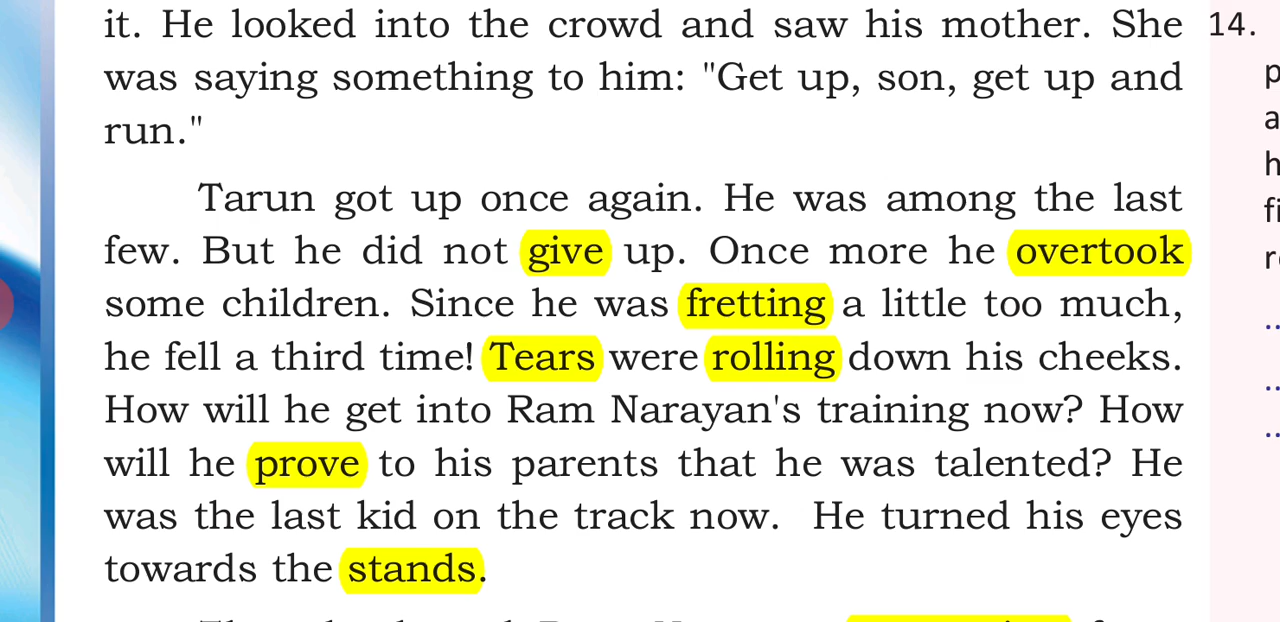 it. He looked into the crowd and saw his mother. She
was saying something to him: "Get up, son, get up and
run."
Tarun got up once again. He was among the last
few. But he did not give up. Once more he overtook
some children. Since he was fretting a little too much,
he fell a third time! Tears were rolling down his cheeks.
How will he get into Ram Narayan's training now? How
will he prove to his parents that he was talented? He
was the last kid on the track now. He turned his eyes
towards the stands.
14.